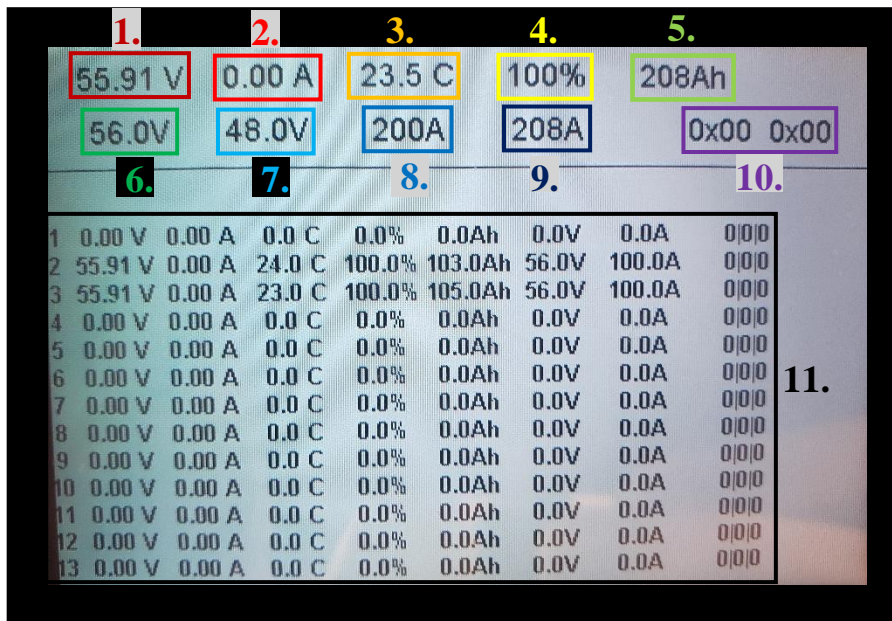 1. 2. 3. 4. 5.
55.91 V 0.00 A 23.5 C 100% 208Ah
56.0V 48.0V 200A 208A 0x00 0x00
6. 7. 8. 9. 10.
1 0.00 V 0.00 A 0.0 C 0.0% 0.0Ah 0.0V 0.0A 0|0|0
2 55.91 V 0.00 A 24.0 C 100.0% 103.0Ah 56.0V 100.0A 0|0|0
3 55.91 V 0.00 A 23.0 C 100.0% 105.0Ah 56.0V 100.0A 0|0|0
4 0.00 V 0.00 A 0.0 C 0.0% 0.0Ah 0.0V 0.0A 0|0|0
5 0.00 V 0.00 A 0.0 C 0.0% 0.0Ah 0.0V 0.0A 0|0|0
6 0.00 V 0.00 A 0.0 C 0.0% 0.0Ah 0.0V 0.0A 0|0|0
11.
7 0.00 V 0.00 A 0.0 C 0.0% 0.0Ah 0.0V 0.0A 0|0|0
8 0.00 V 0.00 A 0.0 C 0.0% 0.0Ah 0.0V 0.0A 0|0|0
9 0.00 V 0.00 A 0.0 C 0.0% 0.0Ah 0.0V 0.0A 0|0|0
10 0.00 V 0.00 A 0.0 C 0.0% 0.0Ah 0.0V 0.0A 0|0|0
11 0.00 V 0.00 A 0.0 C 0.0% 0.0Ah 0.0V 0.0A 0|0|0
12 0.00 V 0.00 A 0.0 C 0.0% 0.0Ah 0.0V 0.0A 0|0|0
13 0.00 V 0.00 A 0.0 C 0.0% 0.0Ah 0.0V 0.0A 0|0|0